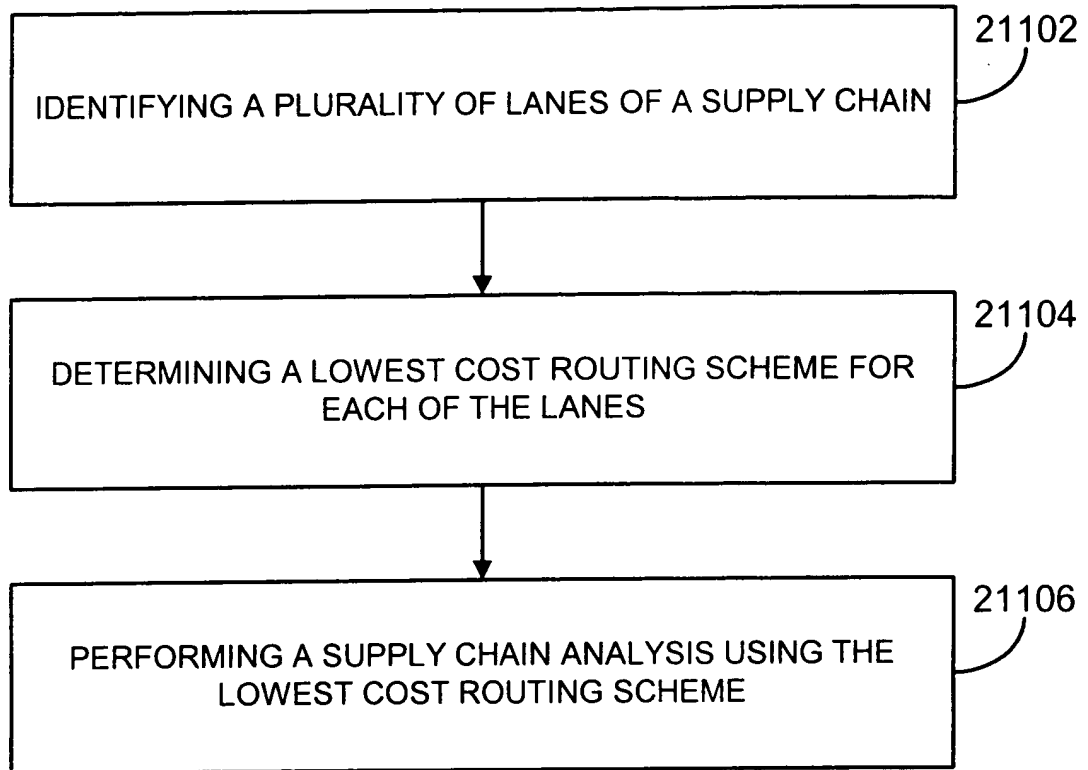 21102
IDENTIFYING A PLURALITY OF LANES OF A SUPPLY CHAIN
21104
DETERMINING A LOWEST COST ROUTING SCHEME FOR
EACH OF THE LANES
21106
PERFORMING A SUPPLY CHAIN ANALYSIS USING THE
LOWEST COST ROUTING SCHEME